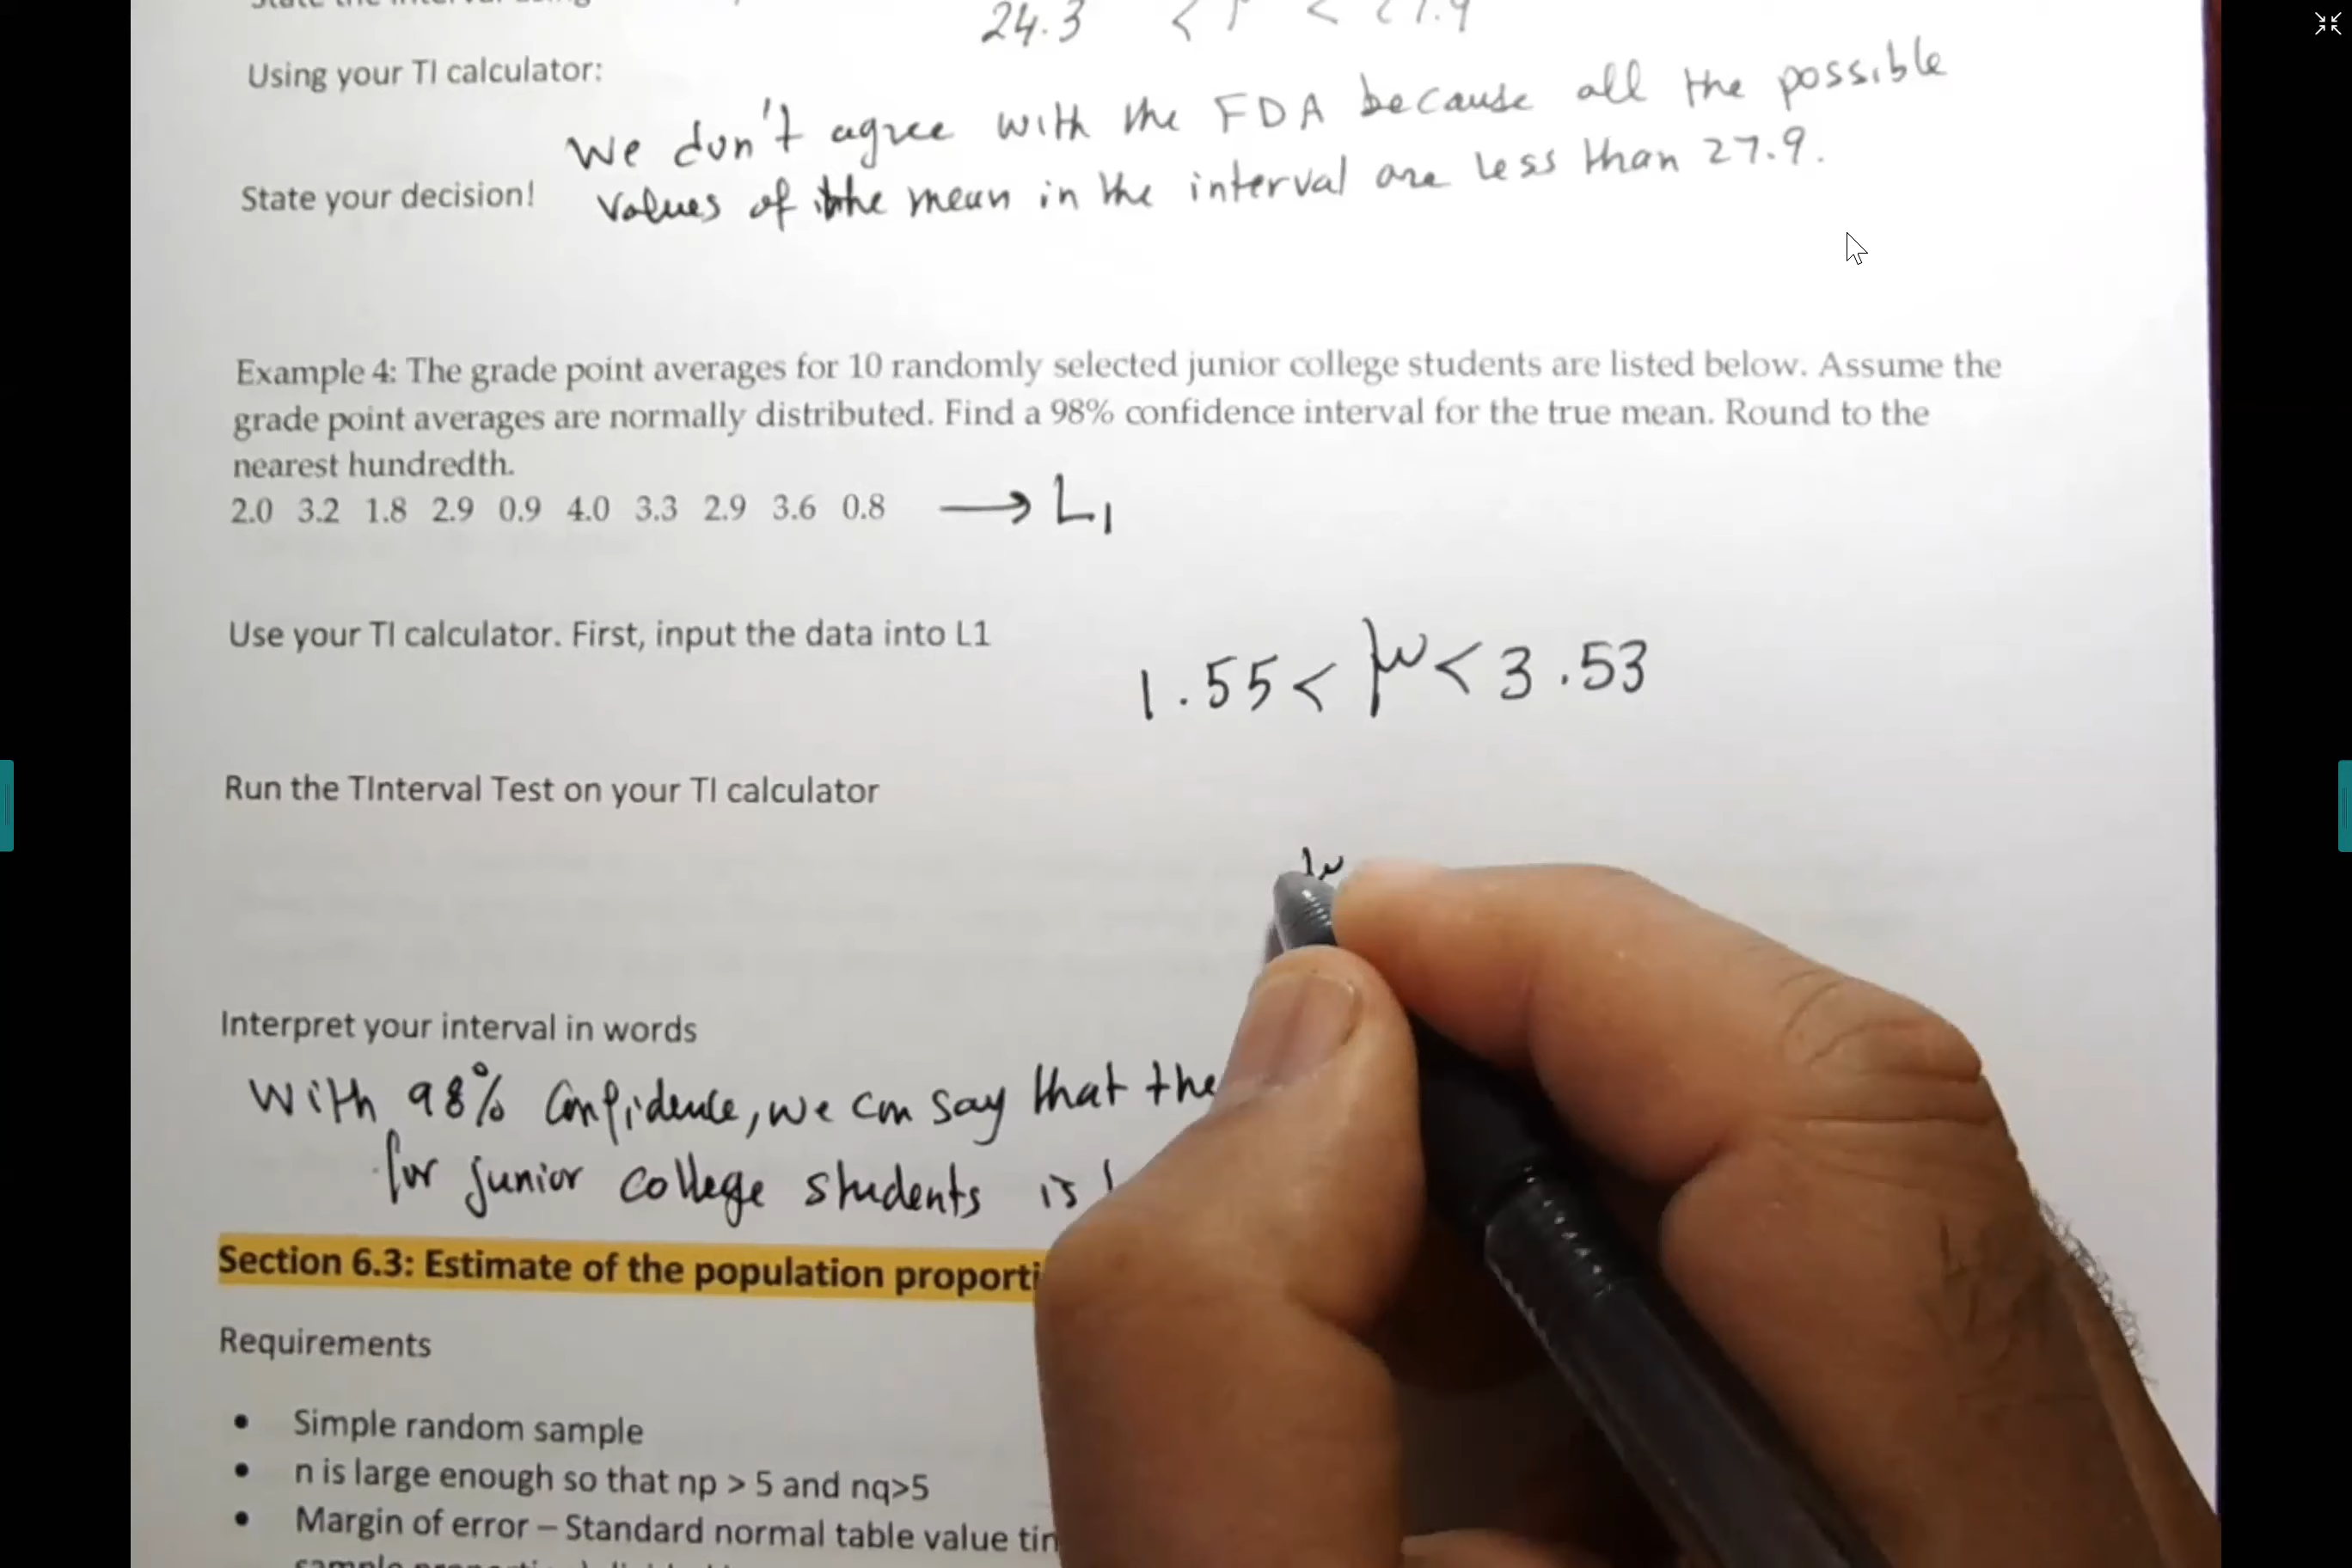 24.3 < < 27.9
Using your TI calculator:
We don't agree with the FDA because all the possible
State your decision! values of the mean in the interval are less than 27.9.
Example 4: The grade point averages for 10 randomly selected junior college students are listed below. Assume the
grade point averages are normally distributed. Find a 98% confidence interval for the true mean. Round to the
nearest hundredth.
2.0 3.2 1.8 2.9 0.9 4.0 3.3 2.9 3.6 0.8 → L1
Use your TI calculator. First, input the data into L1
1.55 < μ < 3.53
Run the TInterval Test on your TI calculator
μ
Interpret your interval in words
With 98% Confidence, we can say that the
for junior college students is
Section 6.3: Estimate of the population proporti
Requirements
• Simple random sample
• n is large enough so that np > 5 and nq>5
• Margin of error – Standard normal table value tim